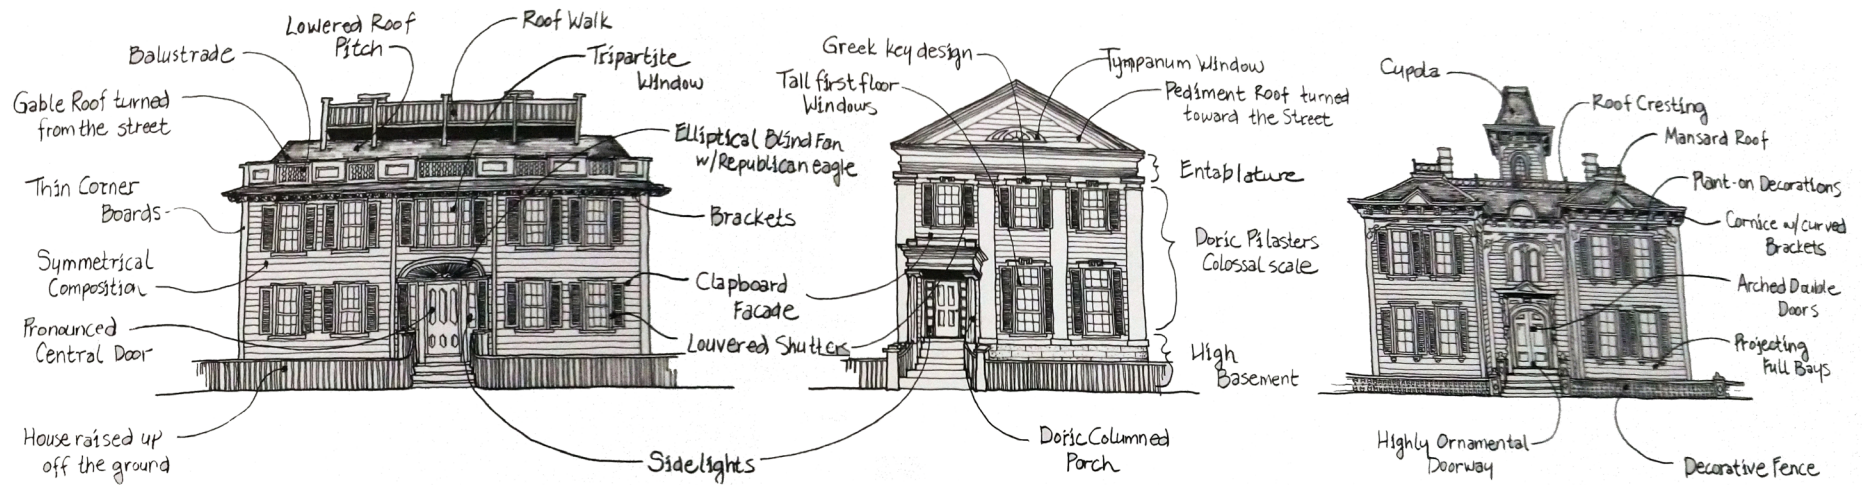 Lowered Roof
Pitch
Roof Walk
Balustrade
Tripartite
Window
Gable Roof turned
from the street
Elliptical Blind Fan
w/Republican eagle
Thin Corner
Boards
Brackets
Symmetrical
Composition
Clapboard
Facade
Pronounced
Central Door
Louvered Shutters
House raised up
off the ground
Sidelights
Greek key design
Tympanum Window
Tall first floor
Windows
Pediment Roof turned
toward the Street
Entablature
Doric Pilasters
Colossal scale
High
Basement
Doric Columned
Porch
Cupola
Roof Cresting
Mansard Roof
Plant-on Decorations
Cornice w/curved
Brackets
Arched Double
Doors
Projecting
Full Bays
Highly Ornamental
Doorway
Decorative Fence